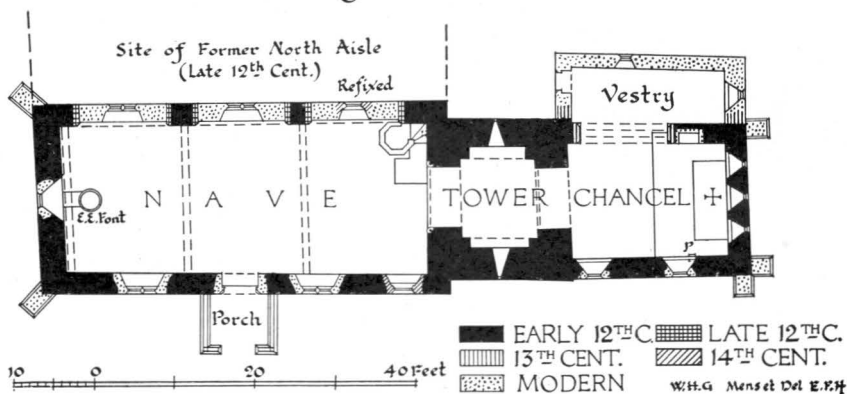 Site of Former North Aisle
(Late 12th Cent.)
Refixed
Vestry
NAVE TOWER CHANCEL
E.E. Font
P
Porch
EARLY 12TH C. LATE 12TH C.
13TH CENT. 14TH CENT.
MODERN W.H.G Mens et Del E.F.H
10 0 20 40 Feet